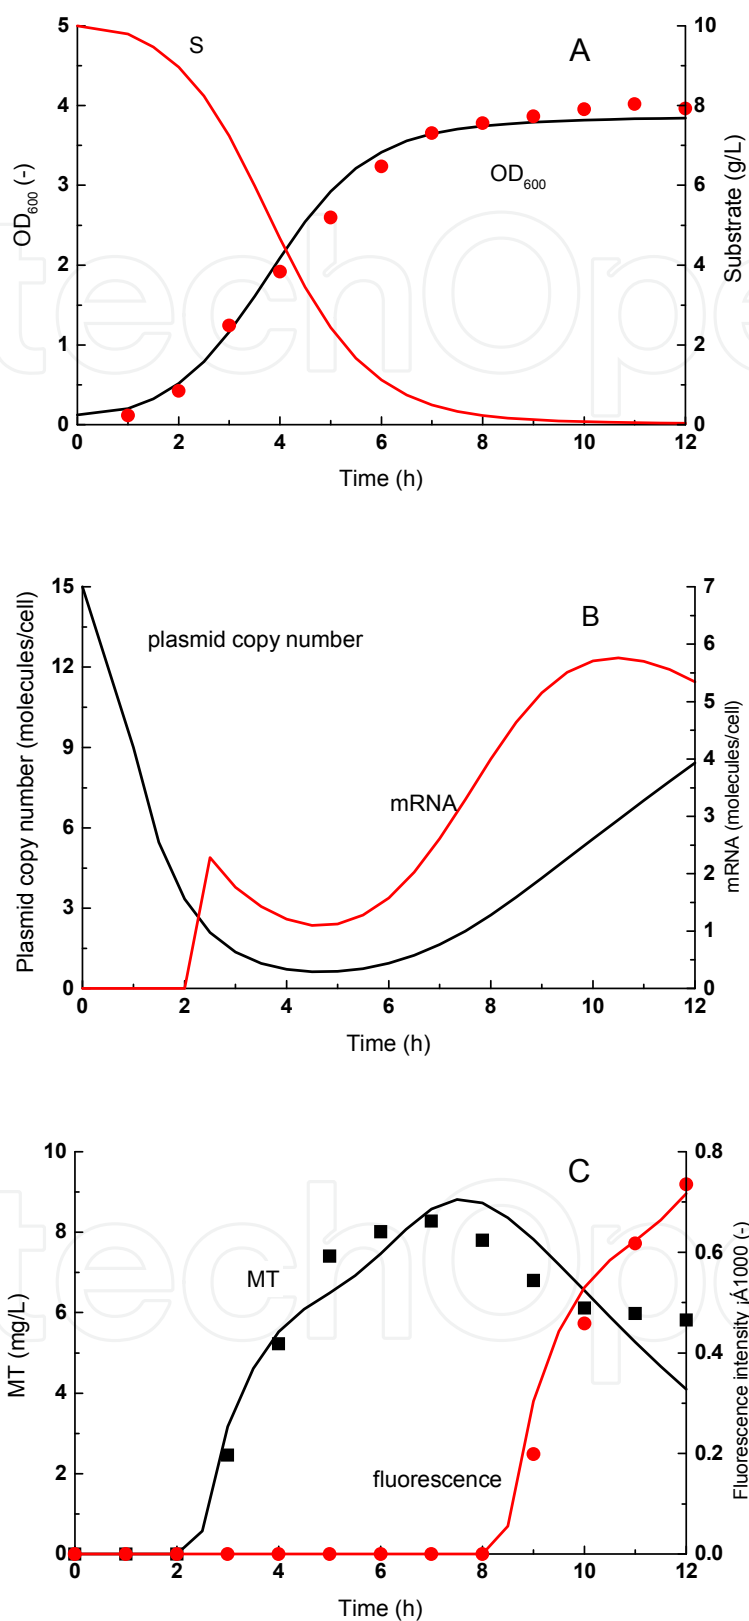 A
S
OD600
OD600 (-)
5
4
3
2
1
0
Substrate (g/L)
10
8
6
4
2
0
0 2 4 6 8 10 12
Time (h)
B
plasmid copy number
mRNA
Plasmid copy number (molecules/cell)
15
12
9
6
3
0
mRNA (molecules/cell)
7
6
5
4
3
2
1
0
0 2 4 6 8 10 12
Time (h)
C
MT
fluorescence
MT (mg/L)
10
8
6
4
2
0
Fluorescence intensity ¡Á1000 (-)
0.8
0.6
0.4
0.2
0.0
0 2 4 6 8 10 12
Time (h)
techOpe
techOpe